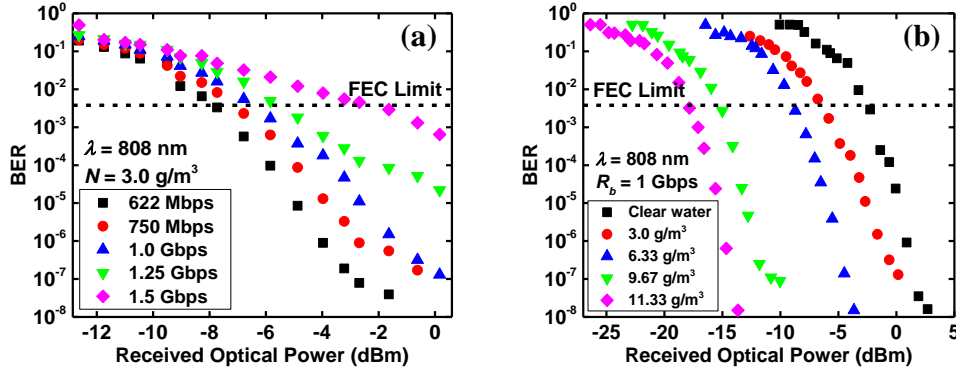 (a)
10⁰
10⁻¹
10⁻²
10⁻³
10⁻⁴
10⁻⁵
10⁻⁶
10⁻⁷
10⁻⁸
BER
FEC Limit
λ = 808 nm
N = 3.0 g/m³
622 Mbps
750 Mbps
1.0 Gbps
1.25 Gbps
1.5 Gbps
-12 -10 -8 -6 -4 -2 0
Received Optical Power (dBm)
(b)
10⁰
10⁻¹
10⁻²
10⁻³
10⁻⁴
10⁻⁵
10⁻⁶
10⁻⁷
10⁻⁸
BER
FEC Limit
λ = 808 nm
R_b = 1 Gbps
Clear water
3.0 g/m³
6.33 g/m³
9.67 g/m³
11.33 g/m³
-25 -20 -15 -10 -5 0 5
Received Optical Power (dBm)